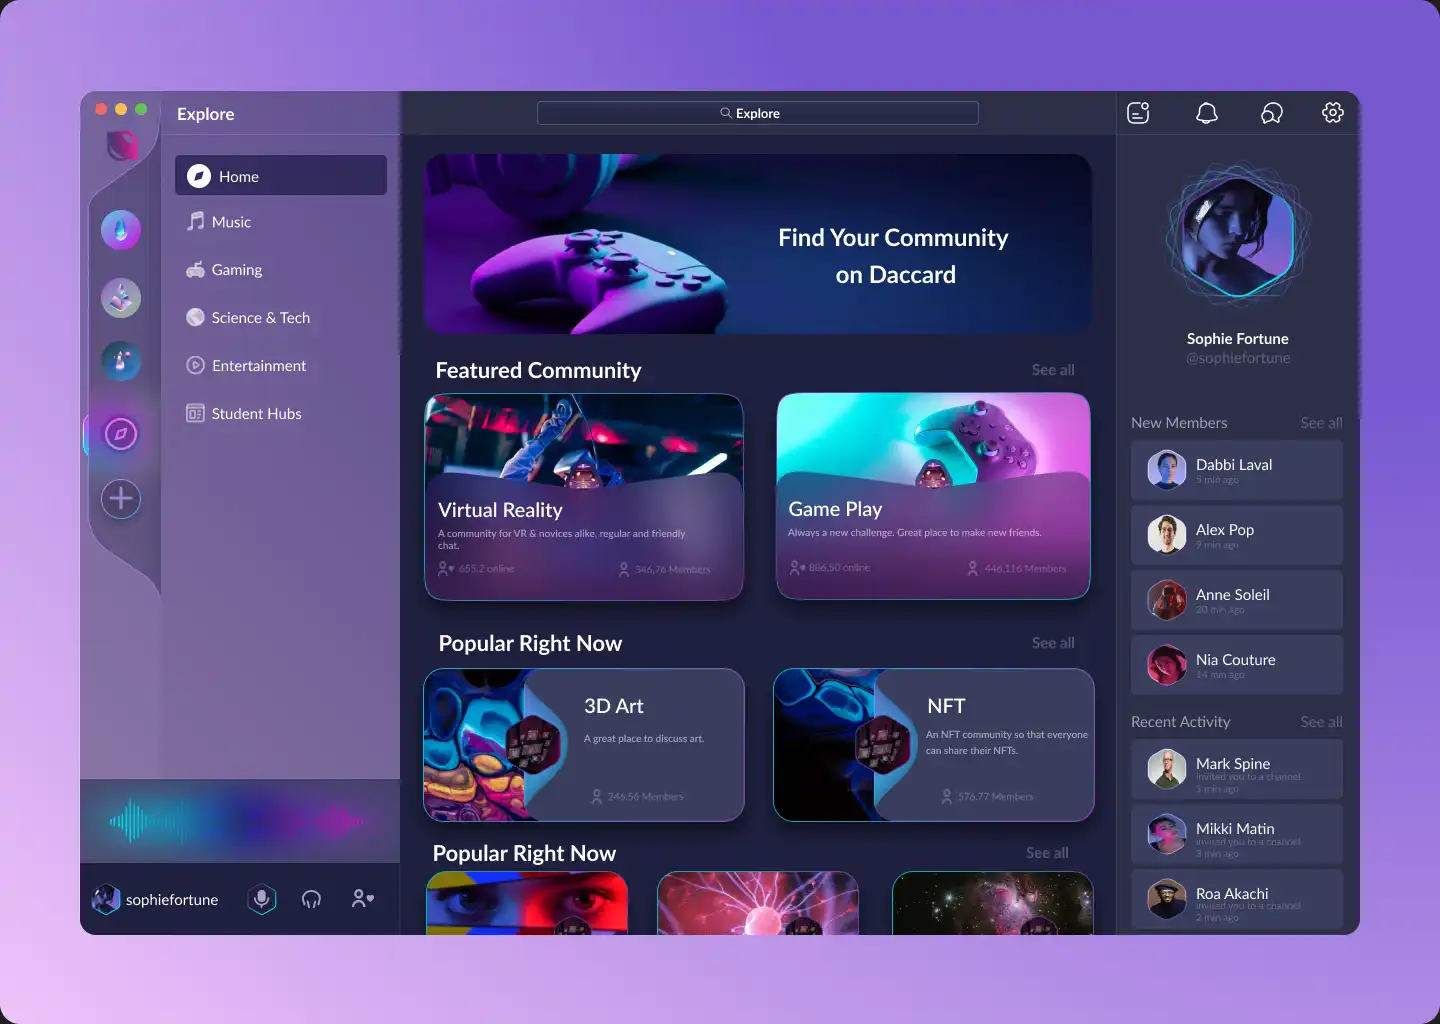 Explore
Home
Music
Gaming
Science & Tech
Entertainment
Student Hubs
sophiefortune
Explore
Find Your Community
on Daccard
Featured Community
See all
Virtual Reality
A community for VR & novices alike, regular and friendly
chat.
655,2 online
346,76 Members
Game Play
Always a new challenge. Great place to make new friends.
886,50 online
446,116 Members
Popular Right Now
See all
3D Art
A great place to discuss art.
246,56 Members
NFT
An NFT community so that everyone
can share their NFTs.
576,77 Members
Popular Right Now
See all
Sophie Fortune
@sophiefortune
New Members
See all
Dabbi Laval
5 min ago
Alex Pop
9 min ago
Anne Soleil
20 min ago
Nia Couture
14 mm ago
Recent Activity
See all
Mark Spine
invited you to a channel
1 min ago
Mikki Matin
invited you to a channel
3 min ago
Roa Akachi
invited you to a channel
2 min ago